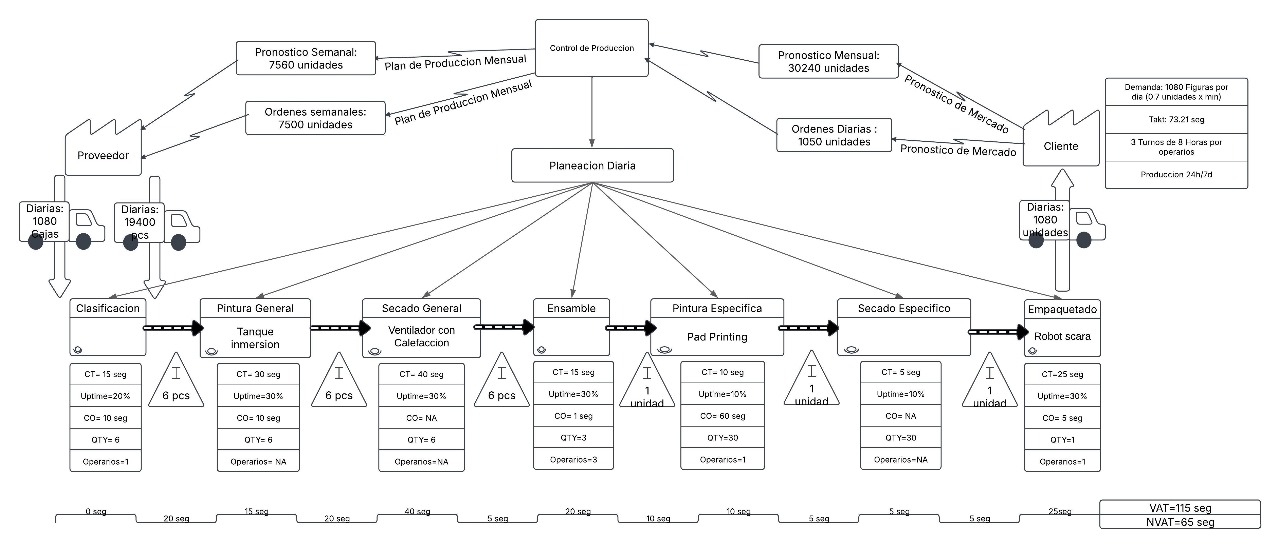 Control de Produccion
Pronostico Semanal:
7560 unidades
Plan de Produccion Mensual
Pronostico Mensual:
30240 unidades
Pronostico de Mercado
Ordenes semanales:
7500 unidades
Plan de Produccion Mensual
Ordenes Diarias :
1050 unidades
Pronostico de Mercado
Demanda: 1080 Figuras por
dia (0.7 unidades x min)
Takt: 73.21 seg
3 Turnos de 8 Horas por
operarios
Produccion 24h/7d
Proveedor
Planeacion Diaria
Cliente
Diarias:
1080
Cajas
Diarias:
19400
pcs
Diarias:
1080
unidades
Clasificacion
Pintura General
Tanque
inmersion
Secado General
Ventilador con
Calefaccion
Ensamble
Pintura Especifica
Pad Printing
Secado Especifico
Empaquetado
Robot scara
I
6 pcs
I
6 pcs
I
6 pcs
I
1
unidad
I
1
unidad
I
1
unidad
CT= 15 seg
Uptime=20%
CO= 10 seg
QTY= 6
Operarios=1
CT= 30 seg
Uptime=30%
CO= 10 seg
QTY= 6
Operarios= NA
CT= 40 seg
Uptime=30%
CO= NA
QTY= 6
Operarios=NA
CT= 15 seg
Uptime=30%
CO= 1 seg
QTY=3
Operarios=3
CT= 10 seg
Uptime=10%
CO= 60 seg
QTY=30
Operarios=1
CT= 5 seg
Uptime=10%
CO= NA
QTY=30
Operarios=NA
CT=25 seg
Uptime=30%
CO= 5 seg
QTY=1
Operarios=1
0 seg
20 seg
15 seg
20 seg
40 seg
5 seg
20 seg
10 seg
10 seg
5 seg
5 seg
5 seg
25seg
VAT=115 seg
NVAT=65 seg